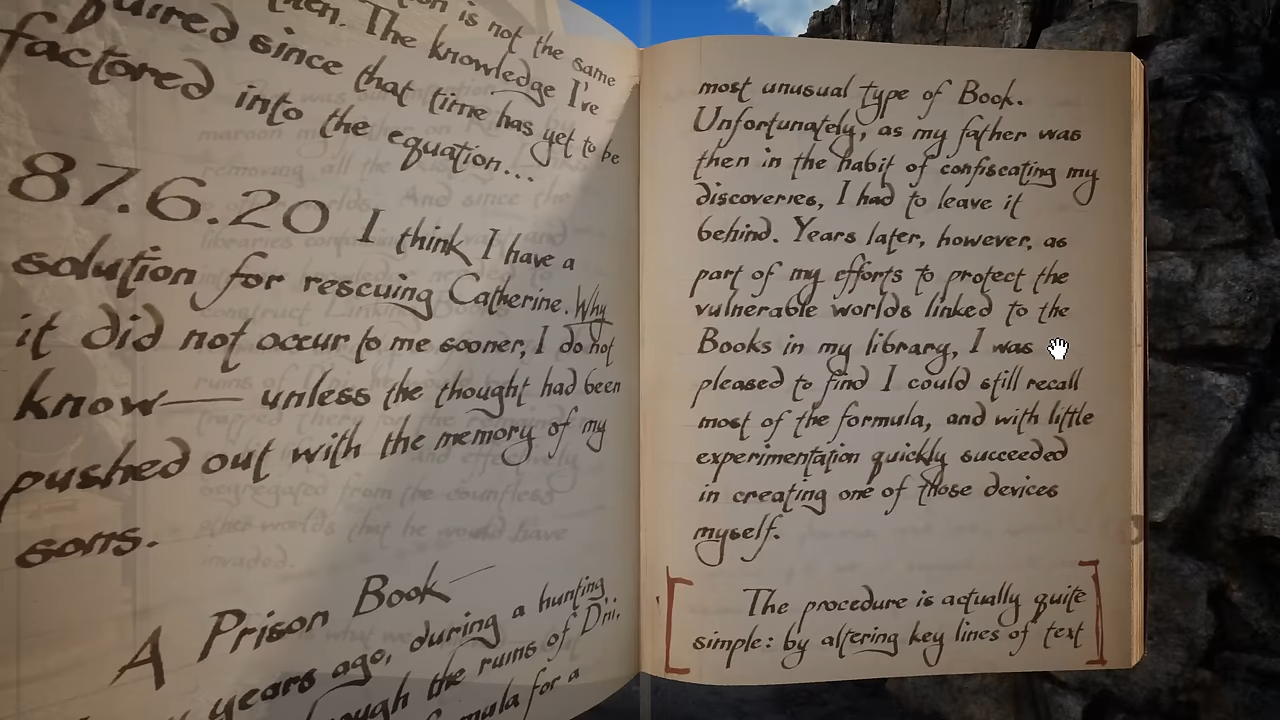 is not the same
then. The knowledge I've
since that time has yet to be
factored into the equation...
87.6.20 I think I have a
solution for rescuing Catherine. Why
it did not occur to me sooner, I do not
know— unless the thought had been
pushed out with the memory of my
sons.
A Prison Book—
years ago, during a hunting
the ruins of D'ni,
for a
most unusual type of Book.
Unfortunately, as my father was
then in the habit of confiscating my
discoveries, I had to leave it
behind. Years later, however, as
part of my efforts to protect the
vulnerable worlds linked to the
Books in my library, I was
pleased to find I could still recall
most of the formula, and with little
experimentation quickly succeeded
in creating one of those devices
myself.
The procedure is actually quite
simple: by altering key lines of text